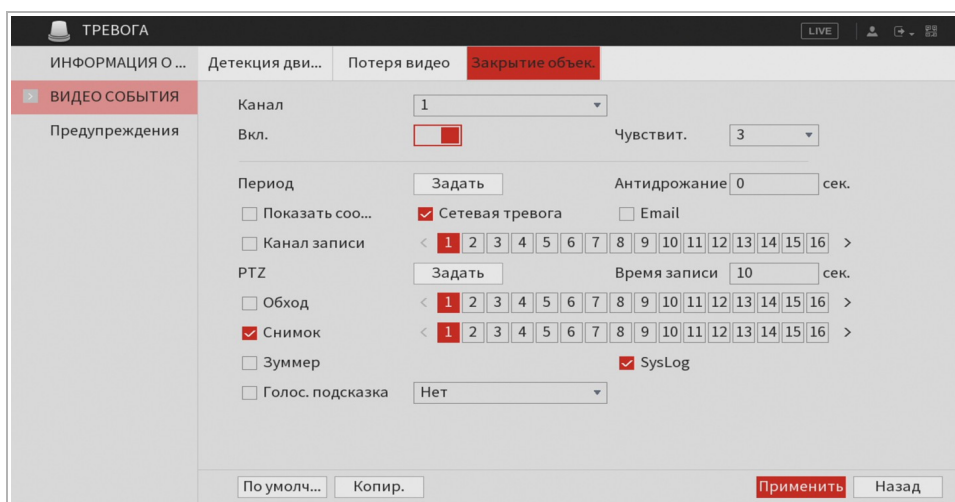 ТРЕВОГА LIVE
ИНФОРМАЦИЯ О ... Детекция дви... Потеря видео Закрытие объек.
ВИДЕО СОБЫТИЯ
Предупреждения
Канал 1
Вкл. Чувствит. 3
Период Задать Антидрожание 0 сек.
Показать соо... Сетевая тревога Email
Канал записи < 1 2 3 4 5 6 7 8 9 10 11 12 13 14 15 16 >
PTZ Задать Время записи 10 сек.
Обход < 1 2 3 4 5 6 7 8 9 10 11 12 13 14 15 16 >
Снимок < 1 2 3 4 5 6 7 8 9 10 11 12 13 14 15 16 >
Зуммер SysLog
Голос. подсказка Нет
По умолч... Копир. Применить Назад